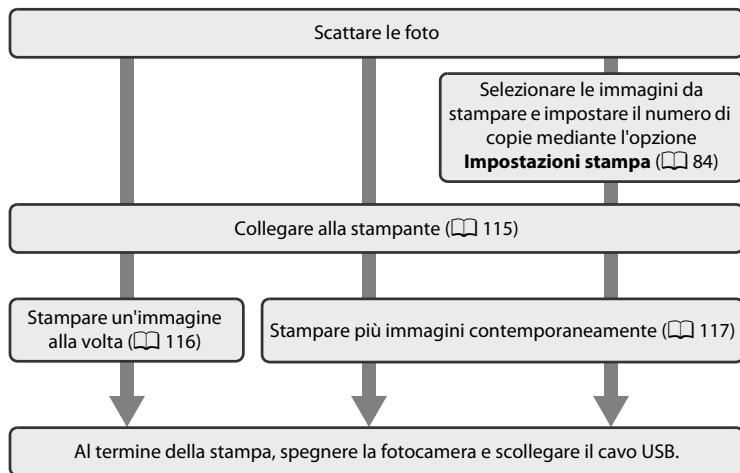 Scattare le foto
Selezionare le immagini da
stampare e impostare il numero di
copie mediante l'opzione
Impostazioni stampa (📖 84)
Collegare alla stampante (📖 115)
Stampare un'immagine
alla volta (📖 116)
Stampare più immagini contemporaneamente (📖 117)
Al termine della stampa, spegnere la fotocamera e scollegare il cavo USB.